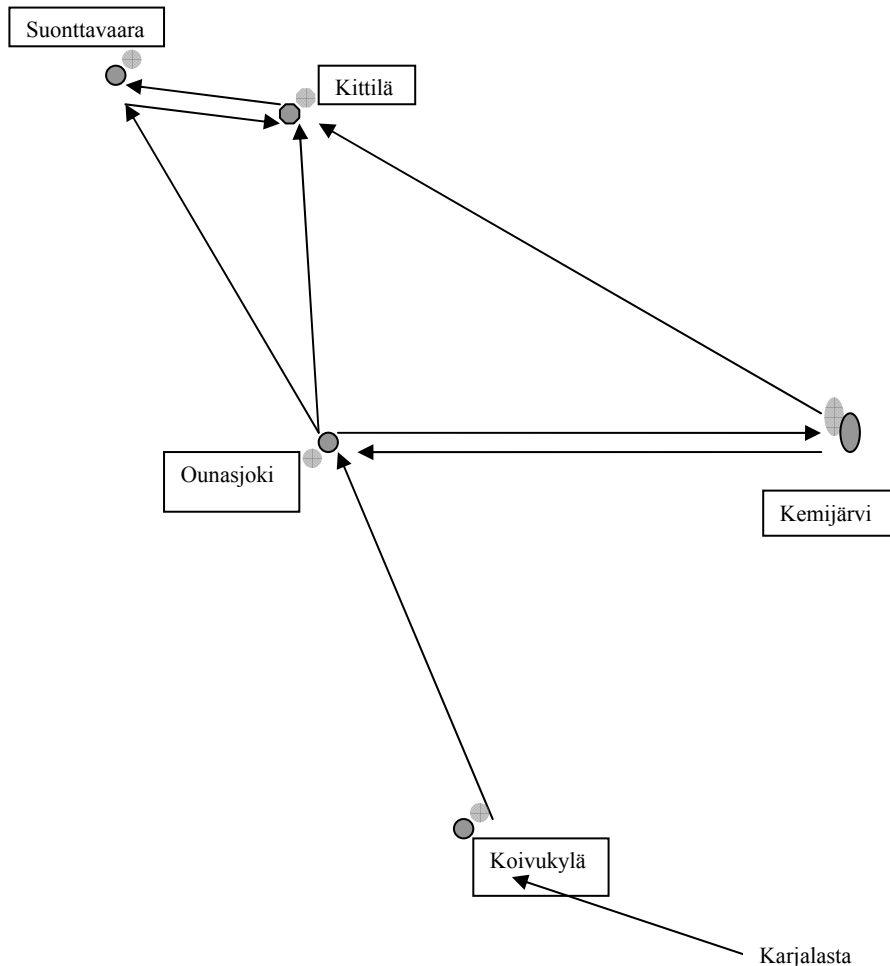 Suonttavaara
Kittilä
Ounasjoki
Kemijärvi
Koivukylä
Karjalasta